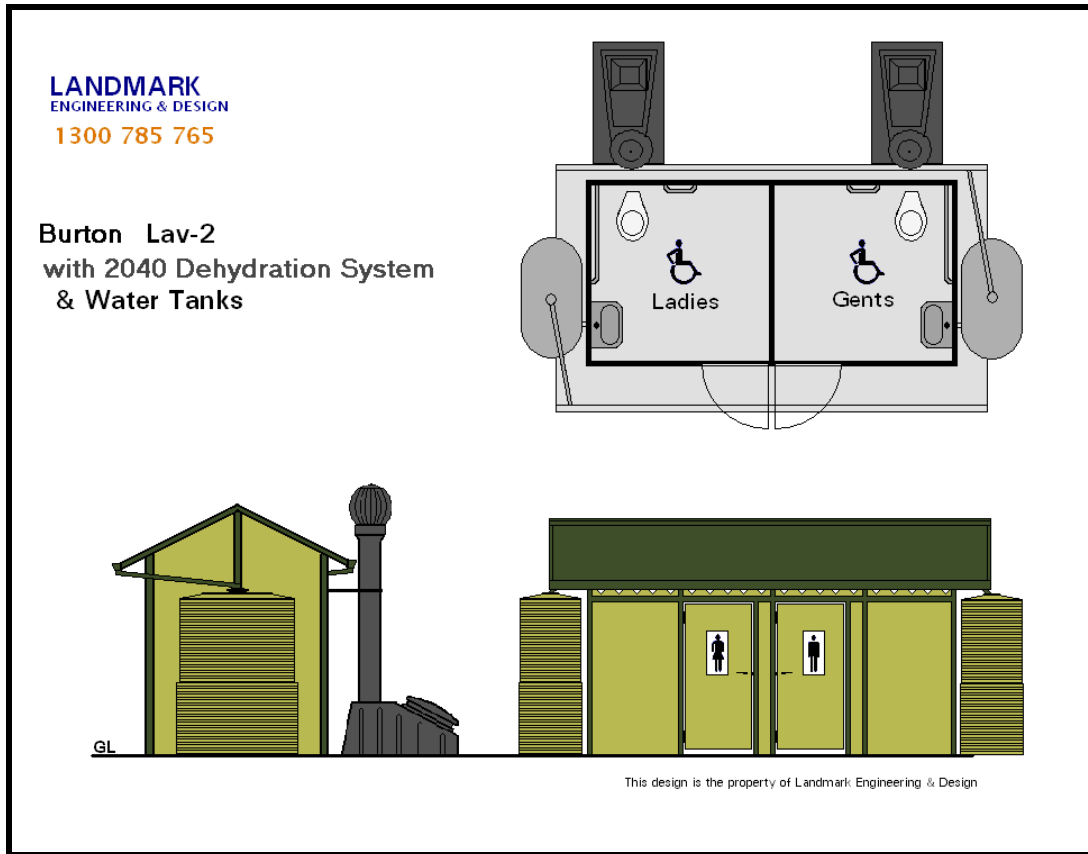 LANDMARK
ENGINEERING & DESIGN
1300 785 765
Burton Lav-2
with 2040 Dehydration System
& Water Tanks
Ladies
Gents
GL
This design is the property of Landmark Engineering & Design